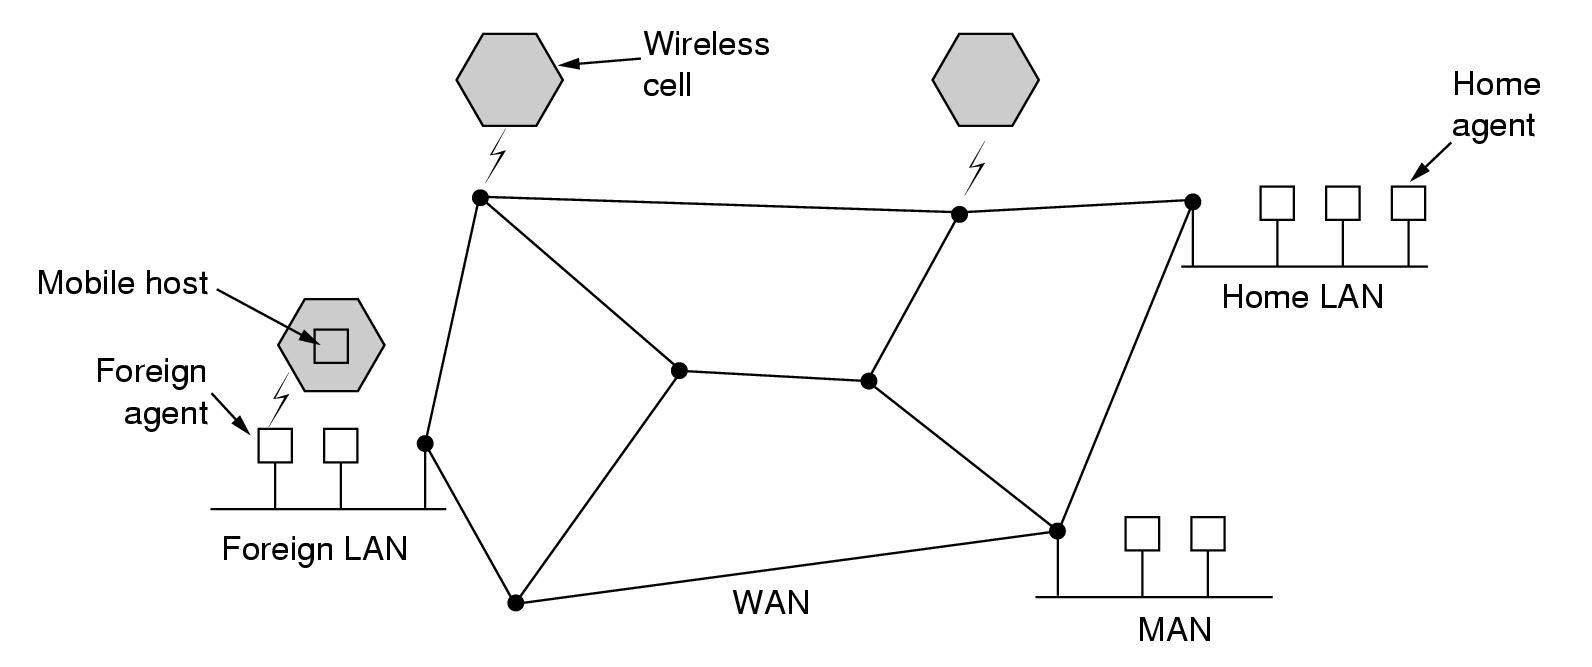 Wireless
cell
Home
agent
Mobile host
Home LAN
Foreign
agent
Foreign LAN
WAN
MAN